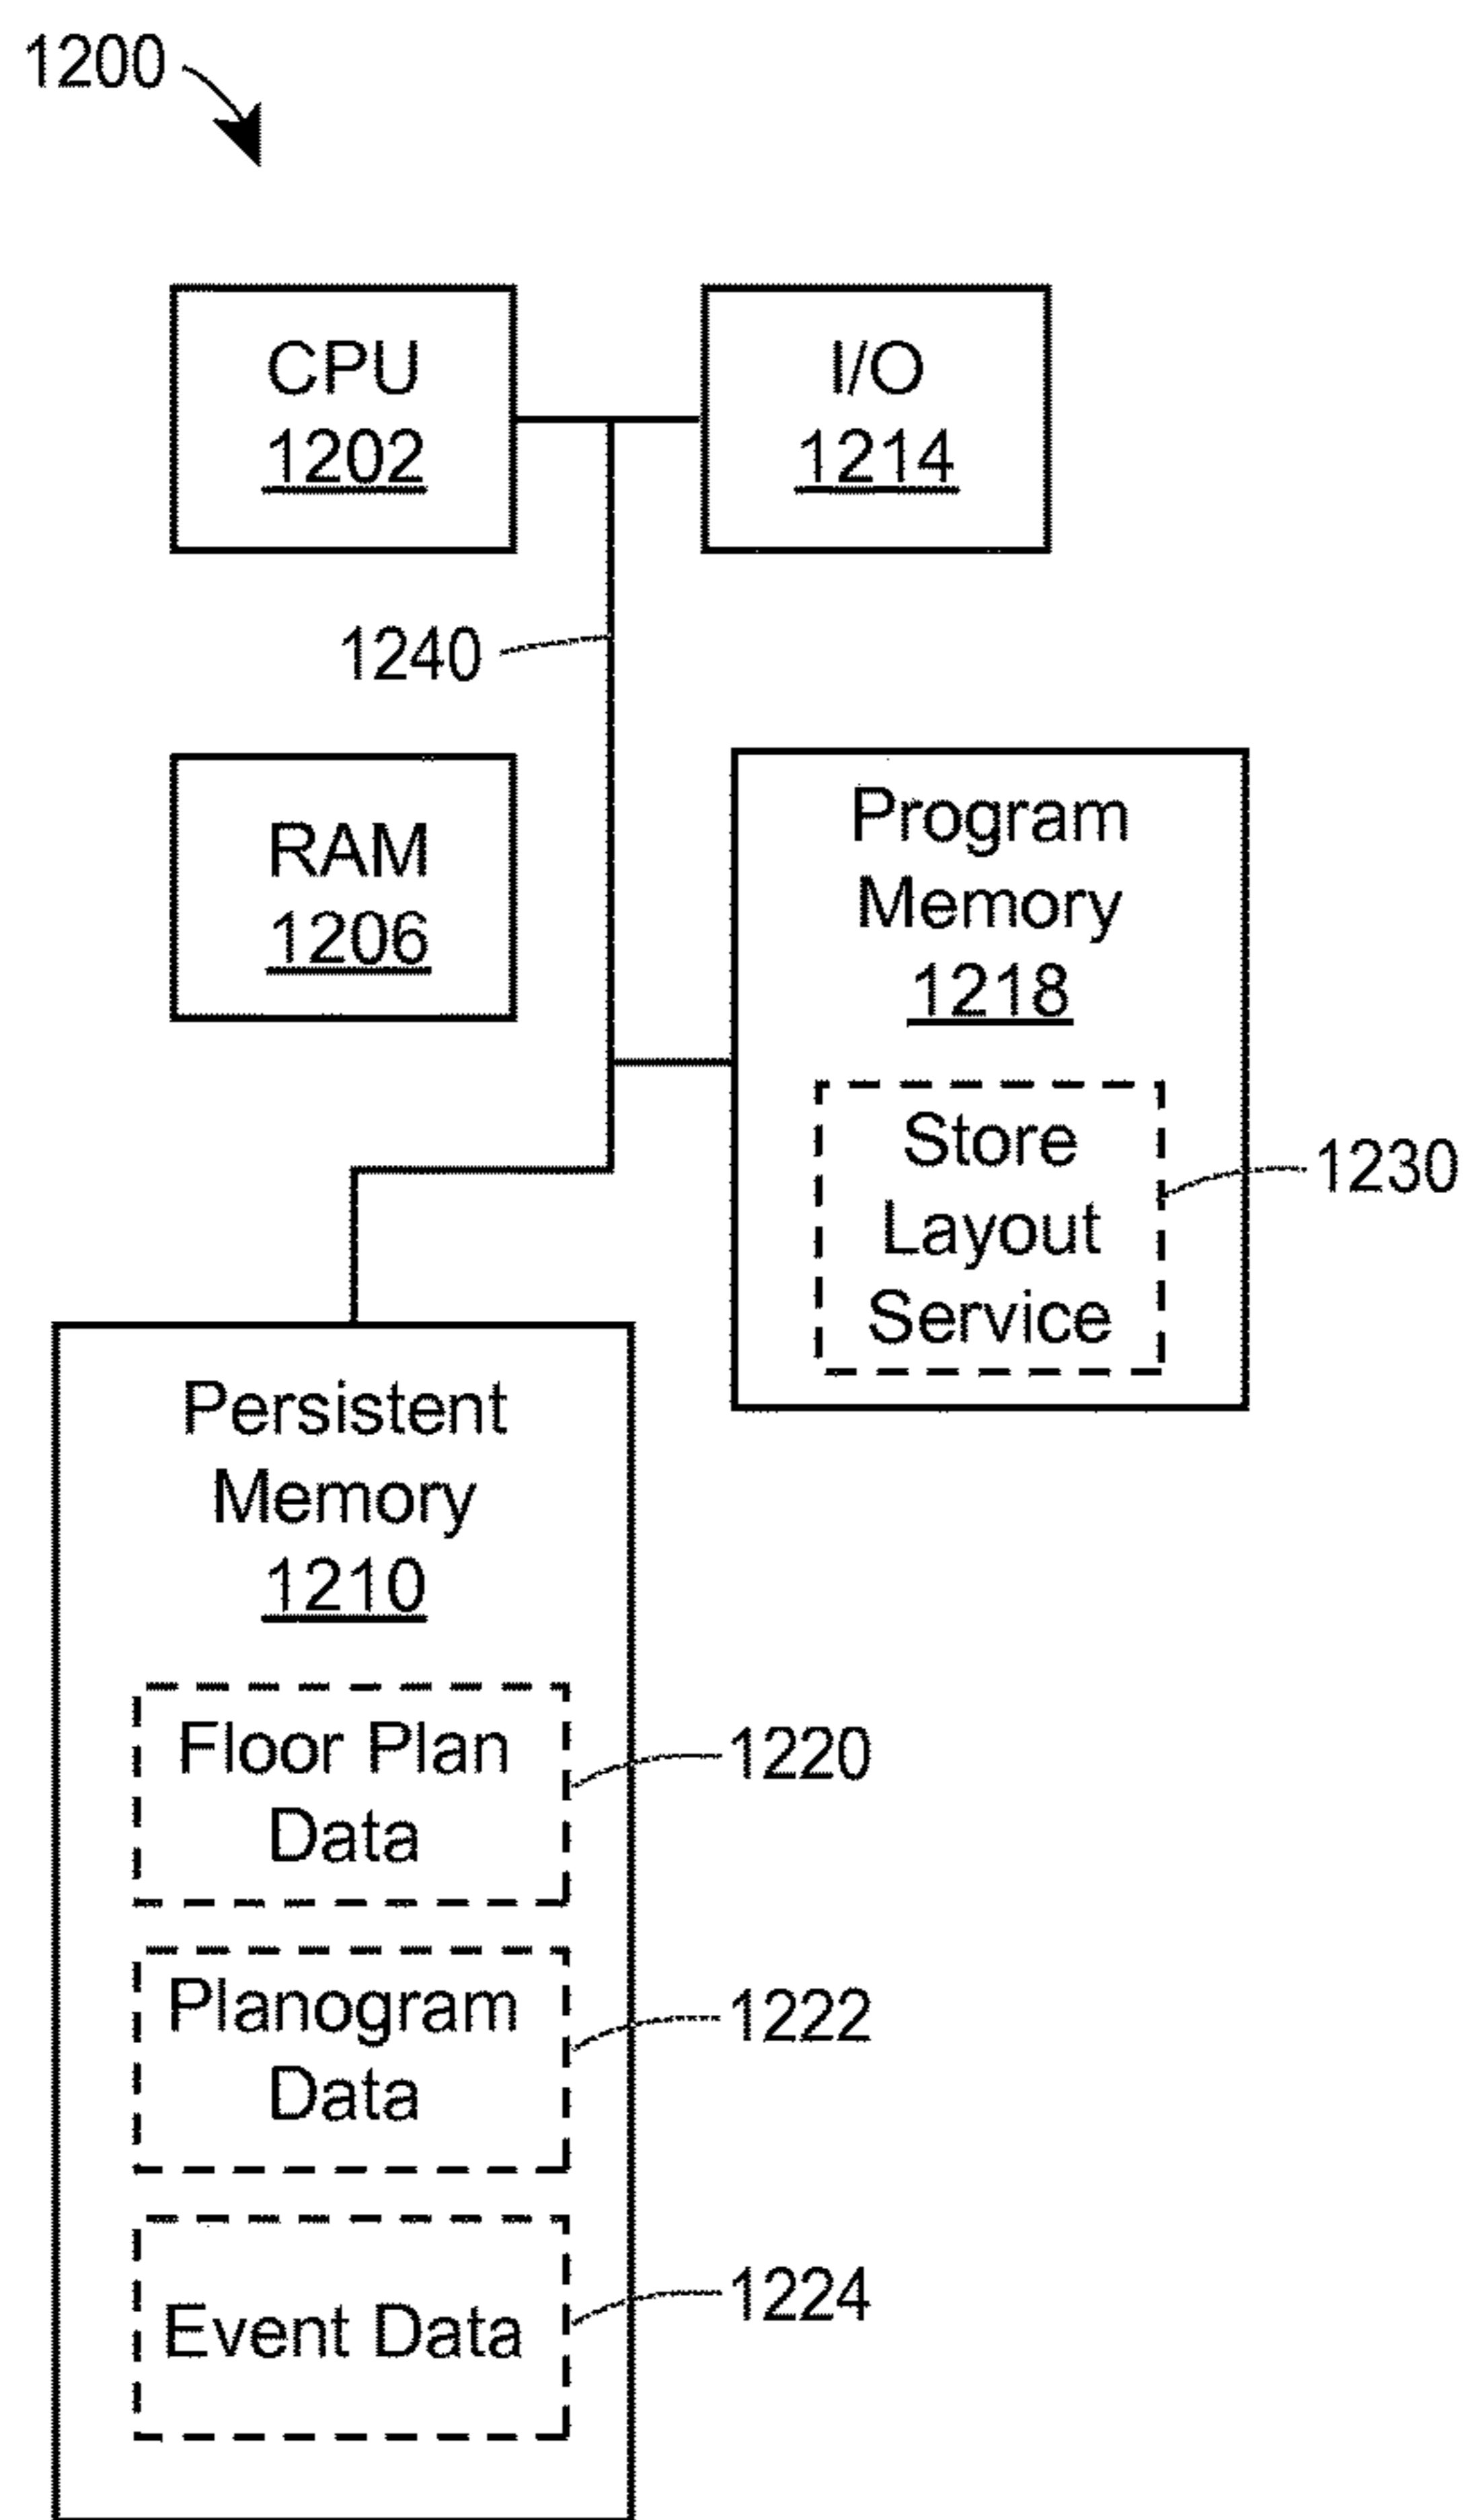 1200
CPU
1202
I/O
1214
1240
RAM
1206
Program
Memory
1218
Store
Layout
Service
1230
Persistent
Memory
1210
Floor Plan
Data
1220
Planogram
Data
1222
Event Data
1224